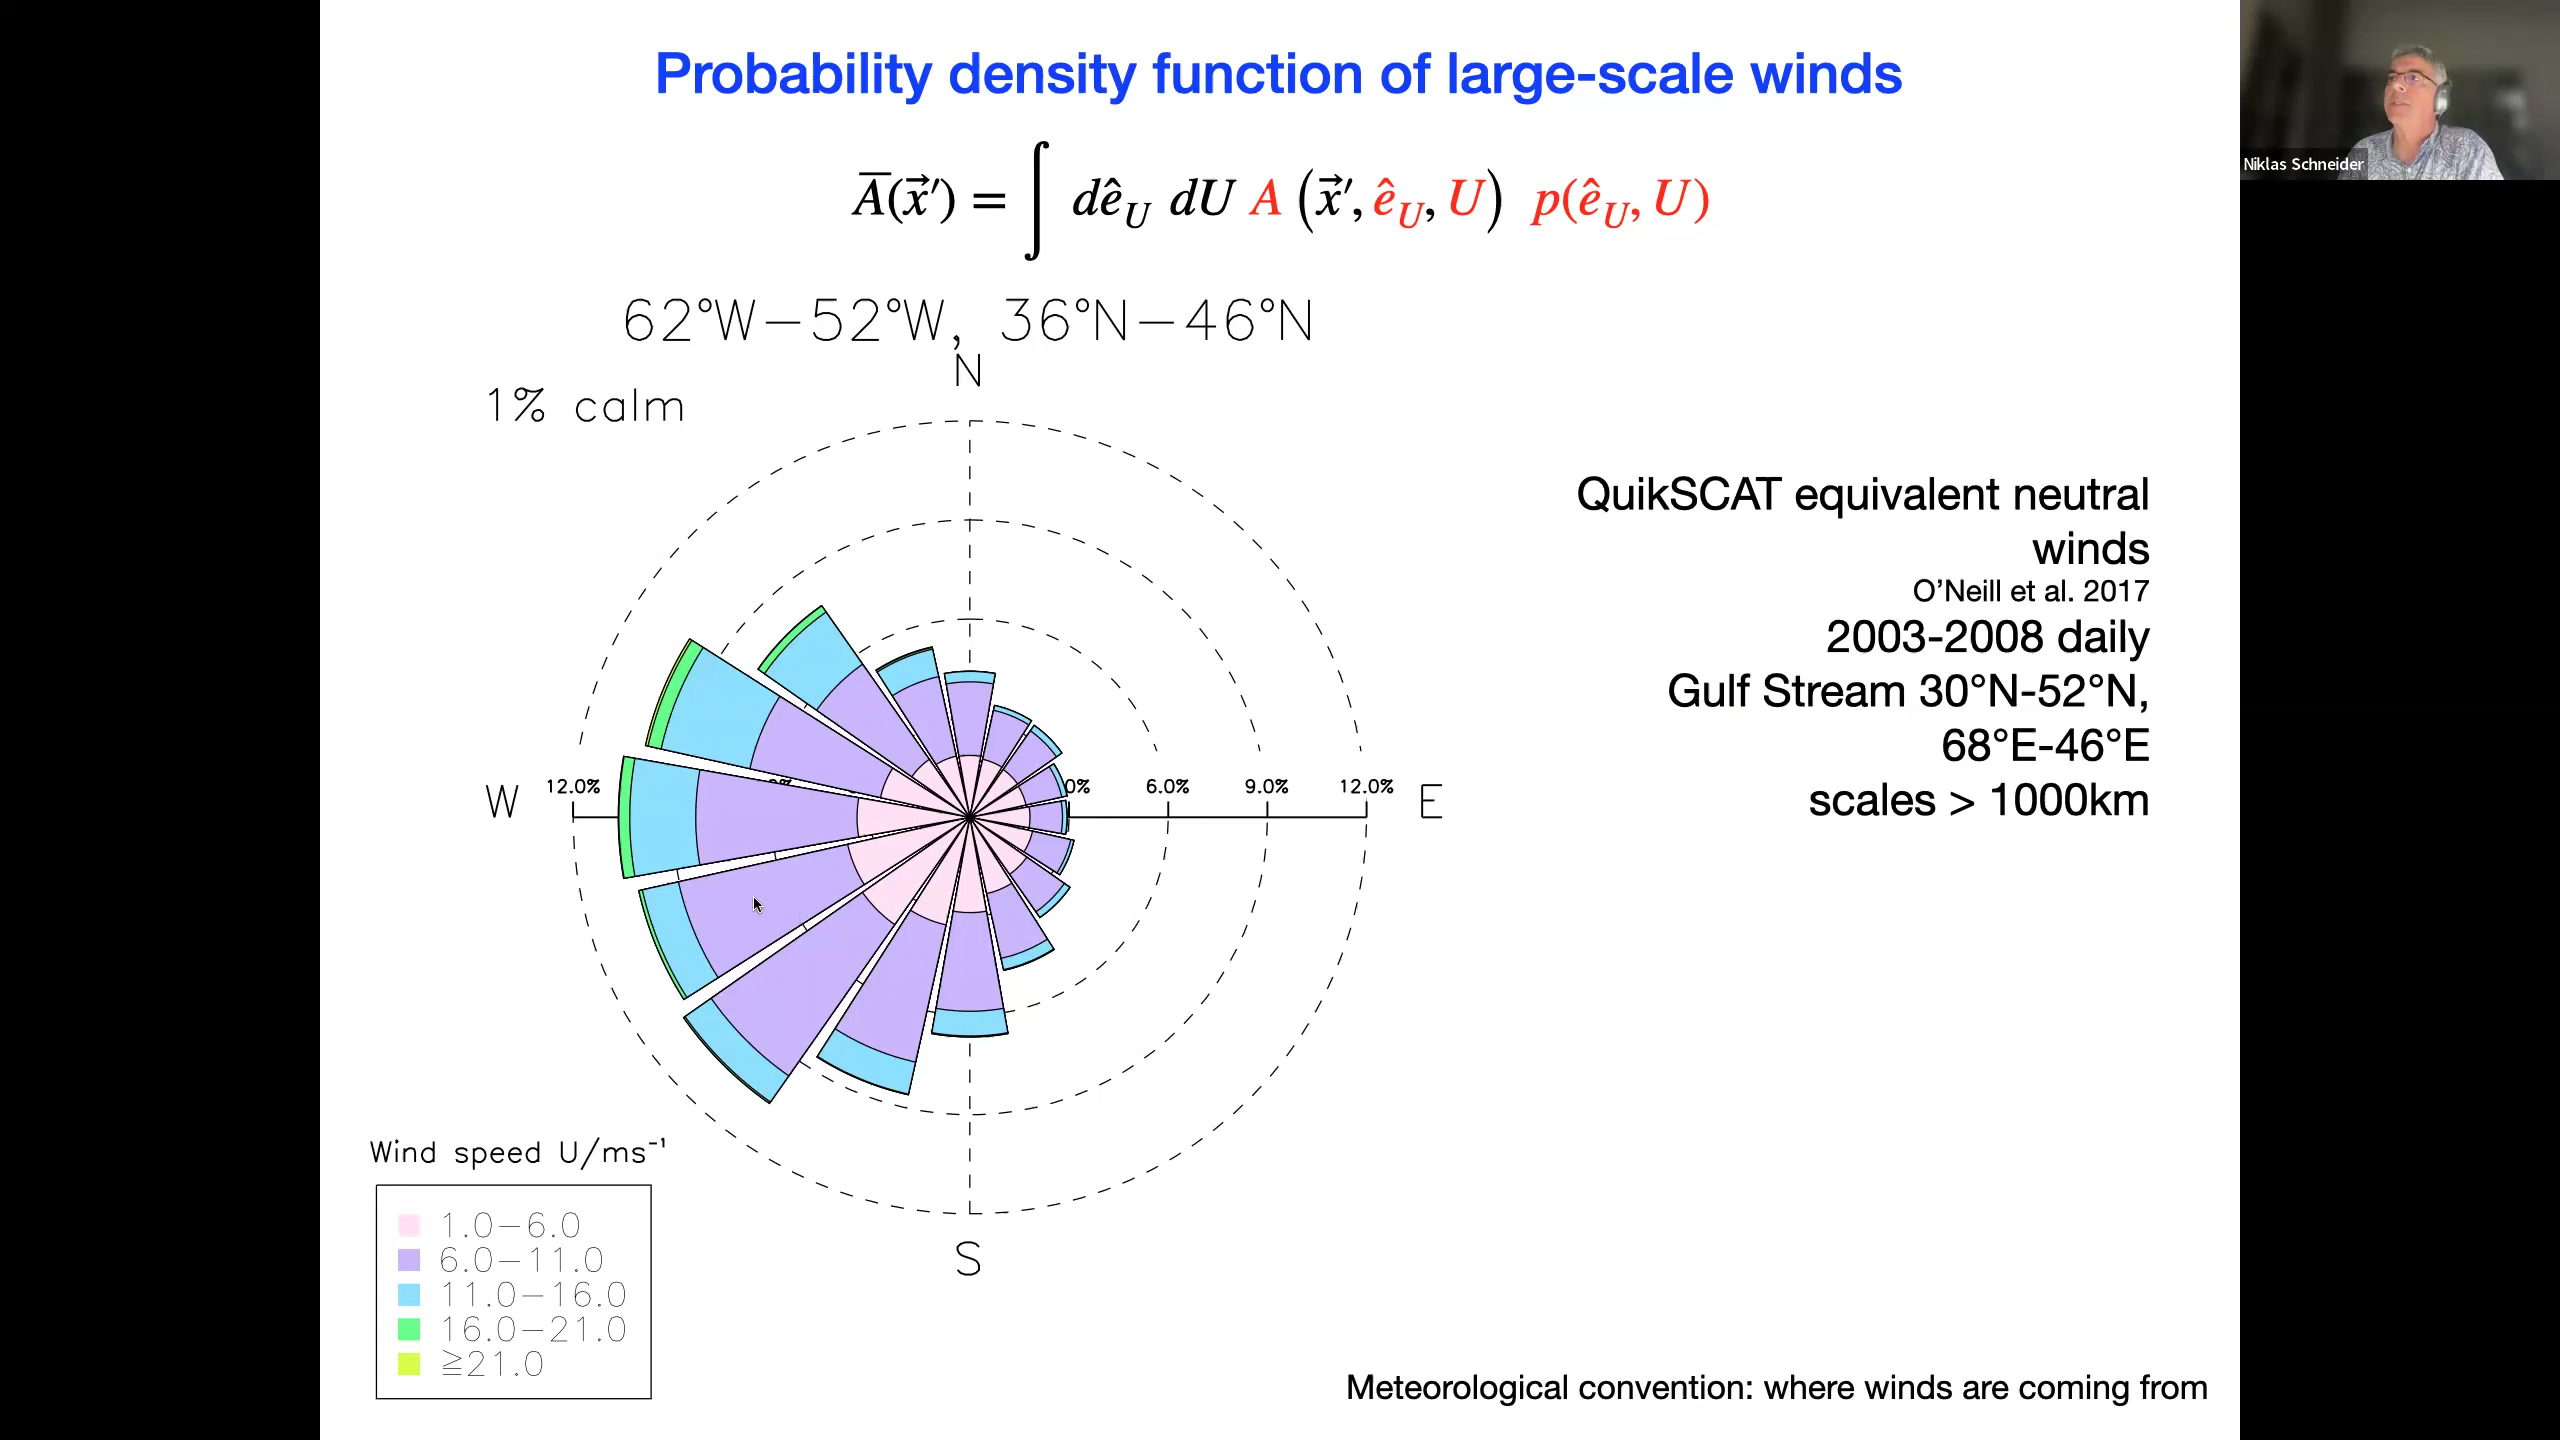 Probability density function of large-scale winds
Niklas Schneider
A̅(x⃗′) = ∫ dê_U dU A (x⃗′, ê_U, U) p(ê_U, U)
62°W–52°W, 36°N–46°N
N
1% calm
QuikSCAT equivalent neutral
winds
O'Neill et al. 2017
2003-2008 daily
Gulf Stream 30°N-52°N,
68°E-46°E
scales > 1000km
W 12.0% 0% 6.0% 9.0% 12.0% E
S
Wind speed U/ms⁻¹
1.0–6.0
6.0–11.0
11.0–16.0
16.0–21.0
≧21.0
Meteorological convention: where winds are coming from